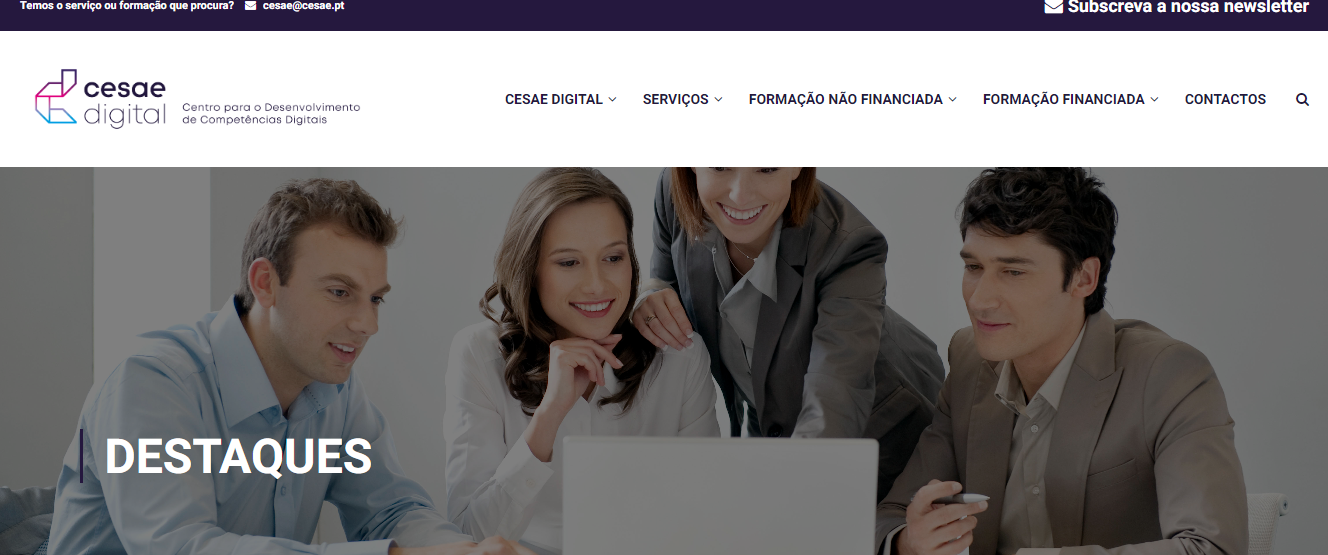 Temos o serviço ou formação que procura? cesae@cesae.pt
Subscreva a nossa newsletter
cesae
digital
Centro para o Desenvolvimento
de Competências Digitais
CESAE DIGITAL
SERVIÇOS
FORMAÇÃO NÃO FINANCIADA
FORMAÇÃO FINANCIADA
CONTACTOS
DESTAQUES